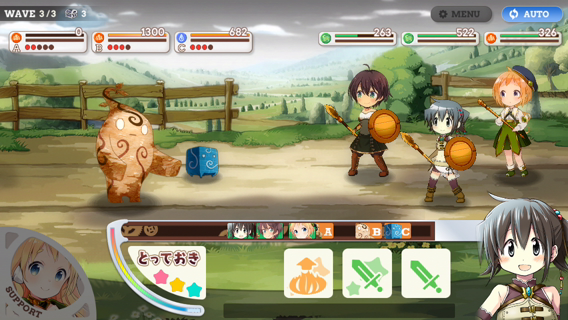 WAVE 3/3 3
MENU
AUTO
A 0
B 1300
C 682
263
522
326
A B C
とっておき
SUPPORT